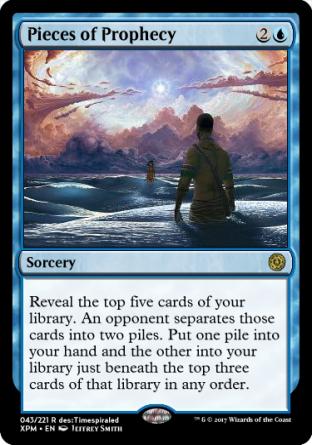 Pieces of Prophecy 2
Sorcery
Reveal the top five cards of your
library. An opponent separates those
cards into two piles. Put one pile into
your hand and the other into your
library just beneath the top three
cards of that library in any order.
043/221 R des:Timespiraled
XPM • EN Jeffrey Smith
™ & © 2017 Wizards of the Coast